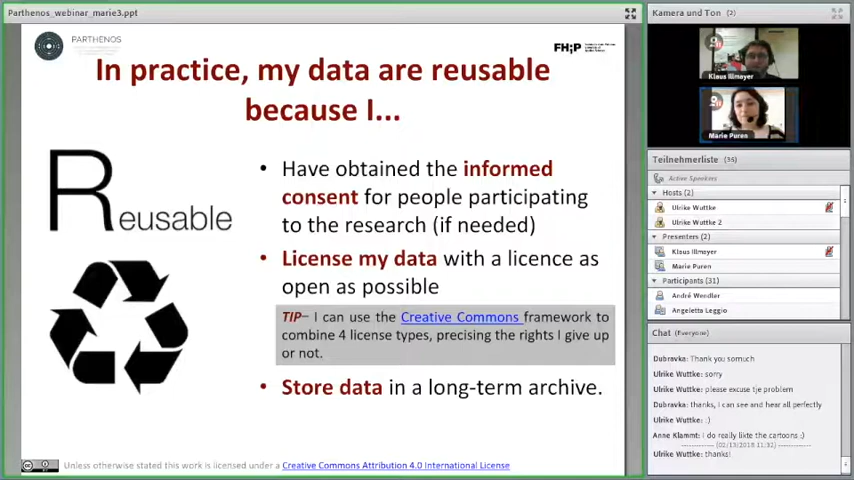 Parthenos_webinar_marie3.ppt
PARTHENOS
FH;P
In practice, my data are reusable
because I...
Reusable
• Have obtained the informed
consent for people participating
to the research (if needed)
• License my data with a licence as
open as possible
TIP– I can use the Creative Commons framework to
combine 4 license types, precising the rights I give up
or not.
• Store data in a long-term archive.
Unless otherwise stated this work is licensed under a Creative Commons Attribution 4.0 International License
Kamera und Ton (2)
Klaus Illmayer
Marie Puren
Teilnehmerliste (36)
Active Speakers
Hosts (2)
Ulrike Wuttke
Ulrike Wuttke 2
Presenters (2)
Klaus Illmayer
Marie Puren
Participants (31)
André Wendler
Angeletta Leggio
Chat (Everyone)
Dubravka: Thank you somuch
Ulrike Wuttke: sorry
Ulrike Wuttke: please excuse tje problem
Dubravka: thanks, I can see and hear all perfectly
Ulrike Wuttke: :)
Anne Klammt: I do really likte the cartoons ;)
(02/13/2018 11:32)
Ulrike Wuttke: thanks!